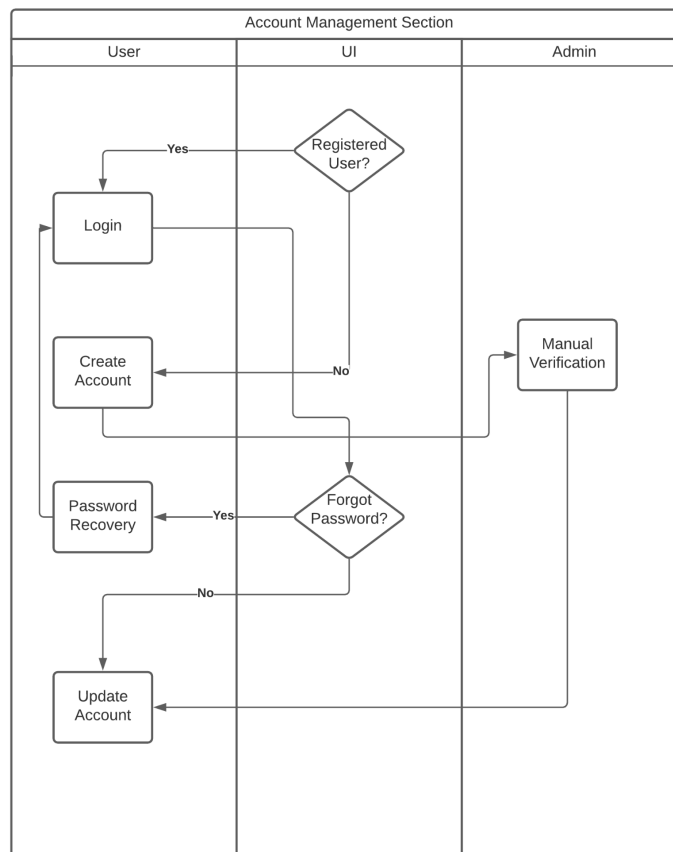 Account Management Section
User
UI
Admin
Registered
User?
Yes
Login
Create
Account
No
Manual
Verification
Password
Recovery
Yes
Forgot
Password?
No
Update
Account